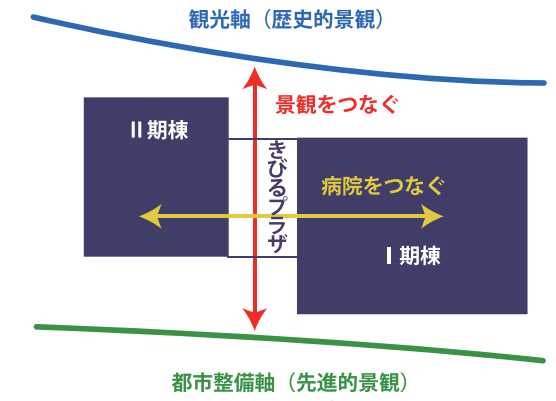 観光軸（歴史的景観）
景観をつなぐ
II期棟
きびるプラザ
病院をつなぐ
I期棟
都市整備軸（先進的景観）